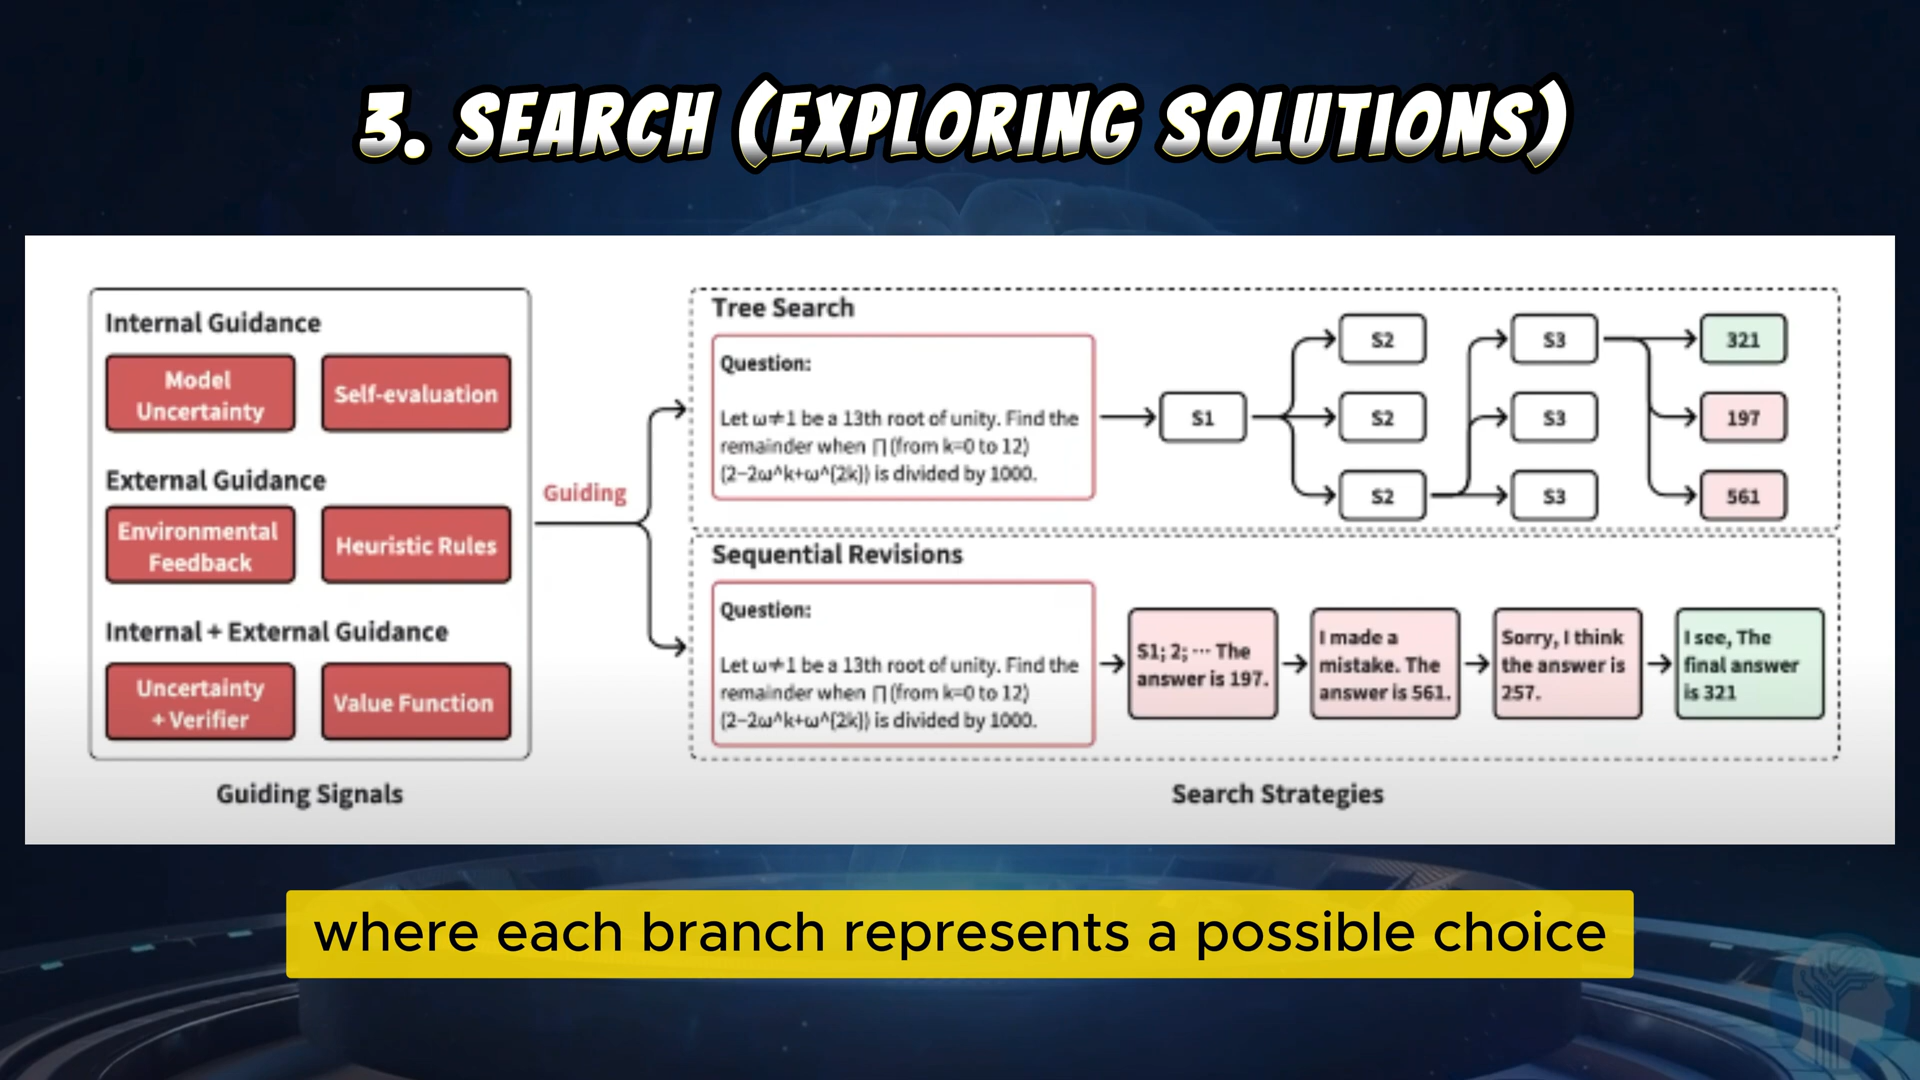 3. SEARCH (EXPLORING SOLUTIONS)
Internal Guidance
Model
Uncertainty
Self-evaluation
External Guidance
Environmental
Feedback
Heuristic Rules
Internal + External Guidance
Uncertainty
+ Verifier
Value Function
Guiding Signals
Guiding
Tree Search
Question:
Let ω≠1 be a 13th root of unity. Find the
remainder when ∏(from k=0 to 12)
(2−2ω^k+ω^{2k}) is divided by 1000.
S1
S2
S2
S2
S3
S3
S3
321
197
561
Sequential Revisions
Question:
Let ω≠1 be a 13th root of unity. Find the
remainder when ∏(from k=0 to 12)
(2−2ω^k+ω^{2k}) is divided by 1000.
S1; 2; ··· The
answer is 197.
I made a
mistake. The
answer is 561.
Sorry, I think
the answer is
257.
I see, The
final answer
is 321
Search Strategies
where each branch represents a possible choice